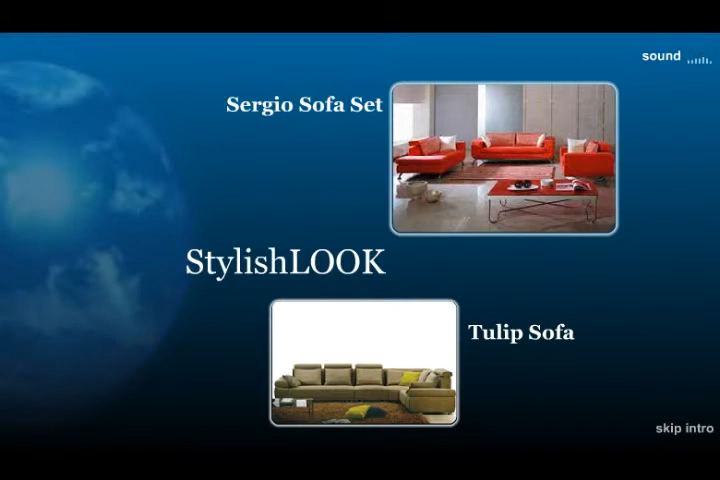 sound
Sergio Sofa Set
StylishLOOK
Tulip Sofa
skip intro